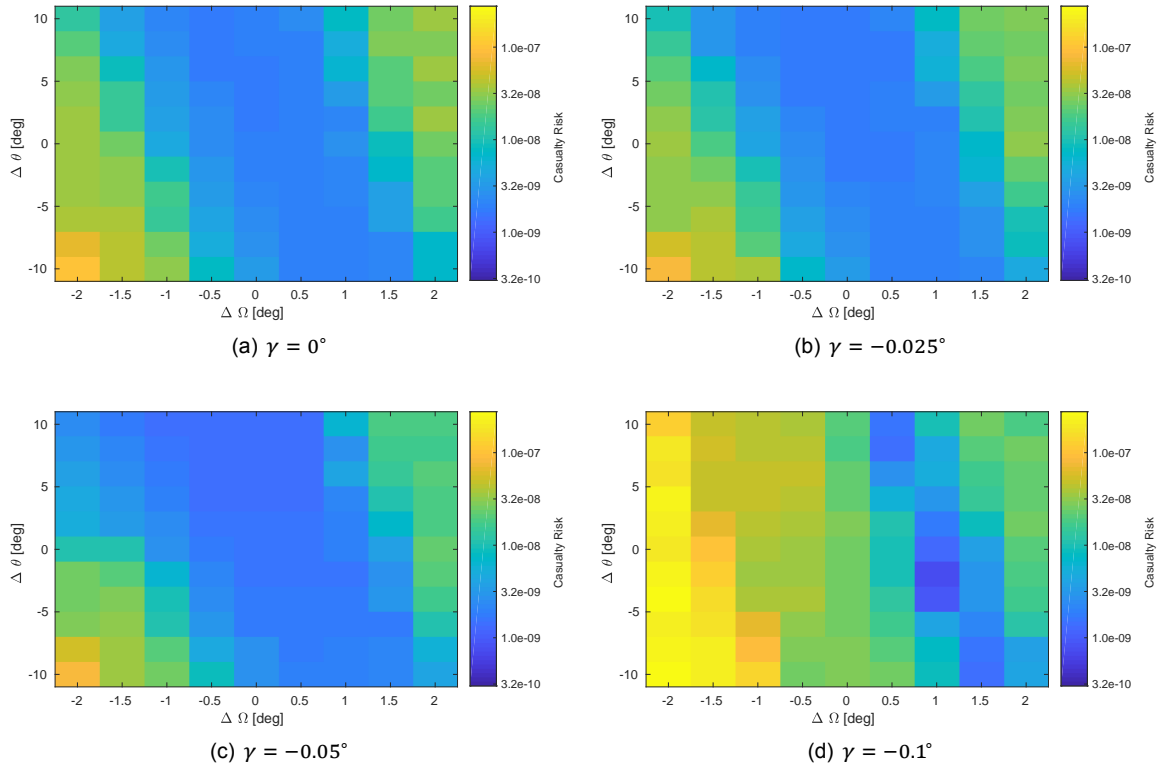 10
5
0
-5
-10
Δ θ [deg]
-2 -1.5 -1 -0.5 0 0.5 1 1.5 2
Δ Ω [deg]
1.0e-07
3.2e-08
1.0e-08
3.2e-09
1.0e-09
3.2e-10
Casualty Risk
(a) γ = 0°
10
5
0
-5
-10
Δ θ [deg]
-2 -1.5 -1 -0.5 0 0.5 1 1.5 2
Δ Ω [deg]
1.0e-07
3.2e-08
1.0e-08
3.2e-09
1.0e-09
3.2e-10
Casualty Risk
(b) γ = −0.025°
10
5
0
-5
-10
Δ θ [deg]
-2 -1.5 -1 -0.5 0 0.5 1 1.5 2
Δ Ω [deg]
1.0e-07
3.2e-08
1.0e-08
3.2e-09
1.0e-09
3.2e-10
Casualty Risk
(c) γ = −0.05°
10
5
0
-5
-10
Δ θ [deg]
-2 -1.5 -1 -0.5 0 0.5 1 1.5 2
Δ Ω [deg]
1.0e-07
3.2e-08
1.0e-08
3.2e-09
1.0e-09
3.2e-10
Casualty Risk
(d) γ = −0.1°